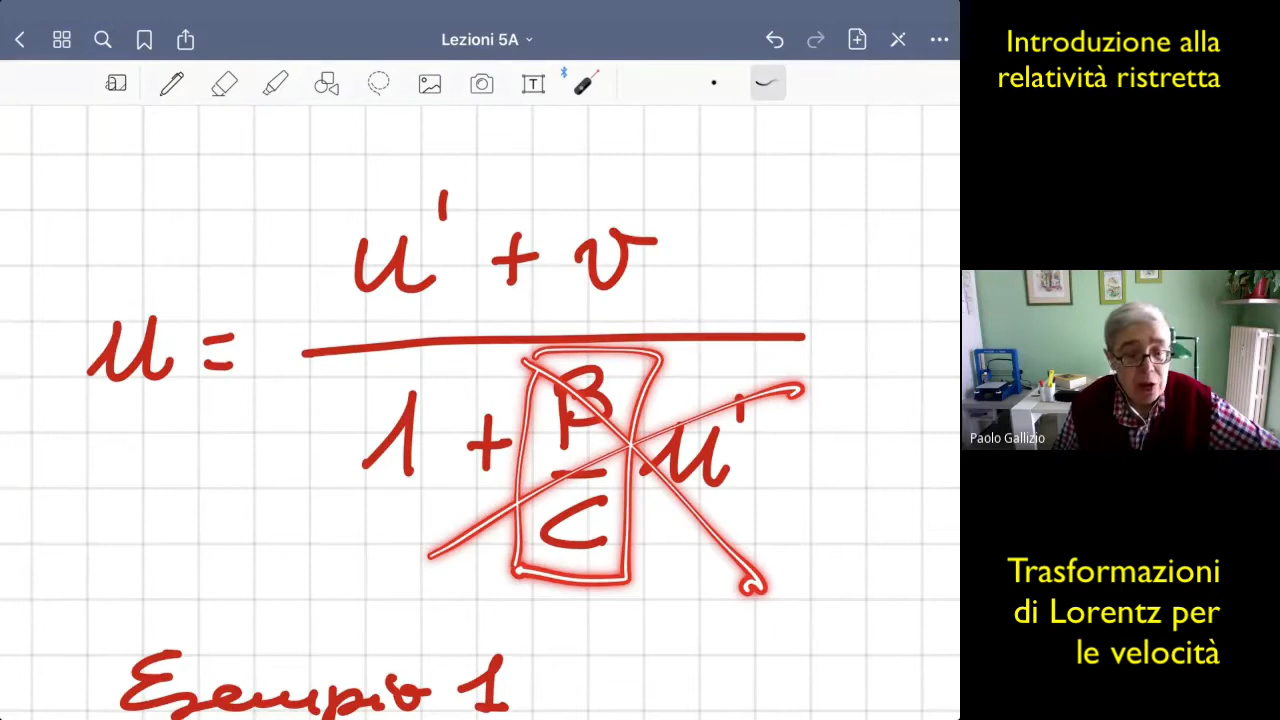 Lezioni 5A
T
u' + v
u = ―――――
1 + β/c u'
Esempio 1
Introduzione alla
relatività ristretta
Paolo Gallizio
Trasformazioni
di Lorentz per
le velocità